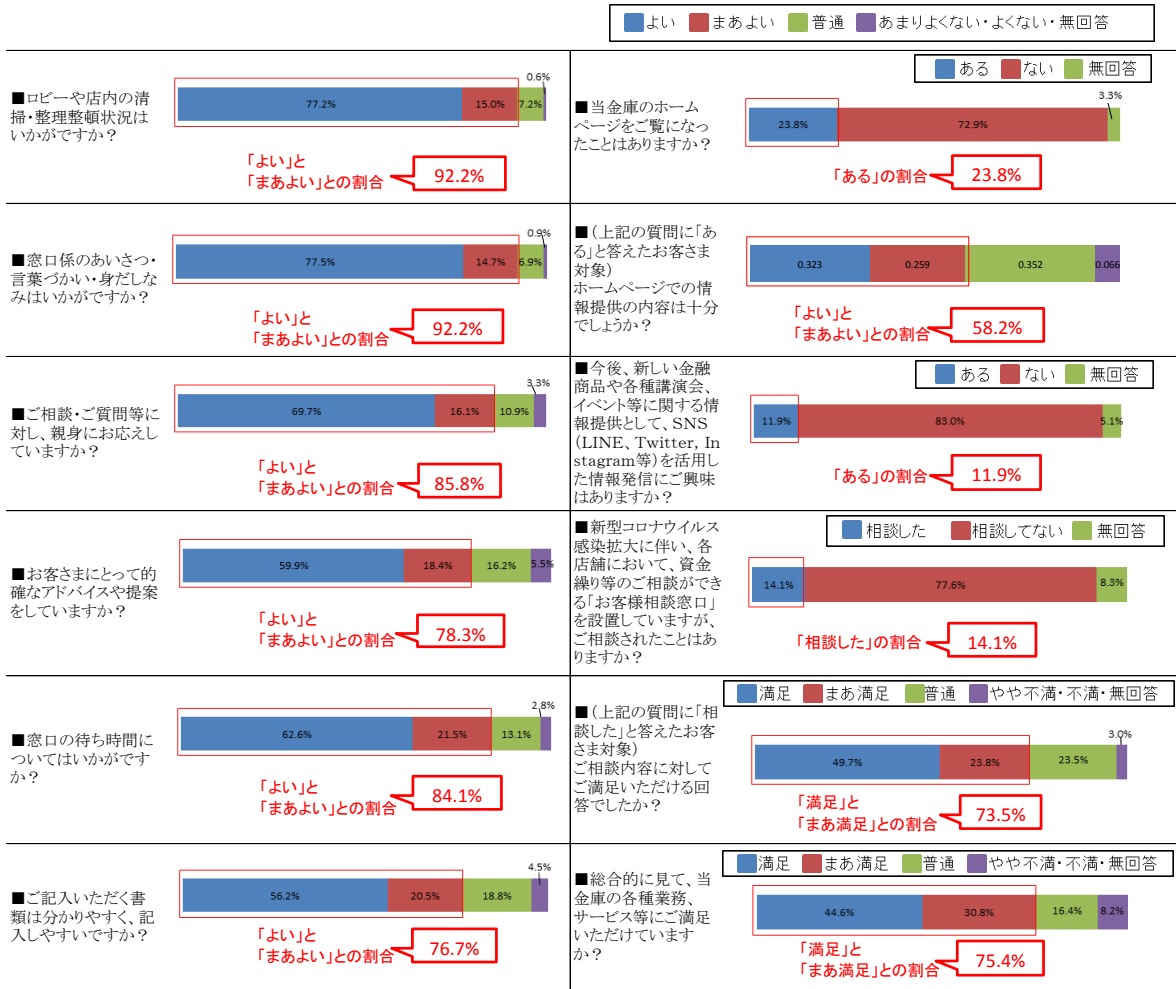 よい まあよい 普通 あまりよくない・よくない・無回答
■ロビーや店内の清
掃・整理整頓状況は
いかがですか？
77.2% 15.0% 7.2% 0.6%
「よい」と
「まあよい」との割合 92.2%
ある ない 無回答
■当金庫のホーム
ページをご覧になっ
たことはありますか？
23.8% 72.9% 3.3%
「ある」の割合 23.8%
■窓口係のあいさつ・
言葉づかい・身だしな
みはいかがですか？
77.5% 14.7% 6.9% 0.9%
「よい」と
「まあよい」との割合 92.2%
■（上記の質問に「あ
る」と答えたお客さま
対象）
ホームページでの情
報提供の内容は十分
でしょうか？
0.323 0.259 0.352 0.066
「よい」と
「まあよい」との割合 58.2%
■ご相談・ご質問等に
対し、親身にお応えし
ていますか？
69.7% 16.1% 10.9% 3.3%
「よい」と
「まあよい」との割合 85.8%
■今後、新しい金融
商品や各種講演会、
イベント等に関する情
報提供として、SNS
（LINE、Twitter, In
stagram等）を活用し
た情報発信にご興味
はありますか？
ある ない 無回答
11.9% 83.0% 5.1%
「ある」の割合 11.9%
■お客さまにとって的
確なアドバイスや提案
をしていますか？
59.9% 18.4% 16.2% 5.5%
「よい」と
「まあよい」との割合 78.3%
■新型コロナウイルス
感染拡大に伴い、各
店舗において、資金
繰り等のご相談ができ
る「お客様相談窓口」
を設置していますが、
ご相談されたことはあ
りますか？
相談した 相談してない 無回答
14.1% 77.6% 8.3%
「相談した」の割合 14.1%
■窓口の待ち時間に
ついてはいかがです
か？
62.6% 21.5% 13.1% 2.8%
「よい」と
「まあよい」との割合 84.1%
満足 まあ満足 普通 やや不満・不満・無回答
■（上記の質問に「相
談した」と答えたお客
さま対象）
ご相談内容に対して
ご満足いただける回
答でしたか？
49.7% 23.8% 23.5% 3.0%
「満足」と
「まあ満足」との割合 73.5%
■ご記入いただく書
類は分かりやすく、記
入しやすいですか？
56.2% 20.5% 18.8% 4.5%
「よい」と
「まあよい」との割合 76.7%
満足 まあ満足 普通 やや不満・不満・無回答
■総合的に見て、当
金庫の各種業務、
サービス等にご満足
いただけています
か？
44.6% 30.8% 16.4% 8.2%
「満足」と
「まあ満足」との割合 75.4%